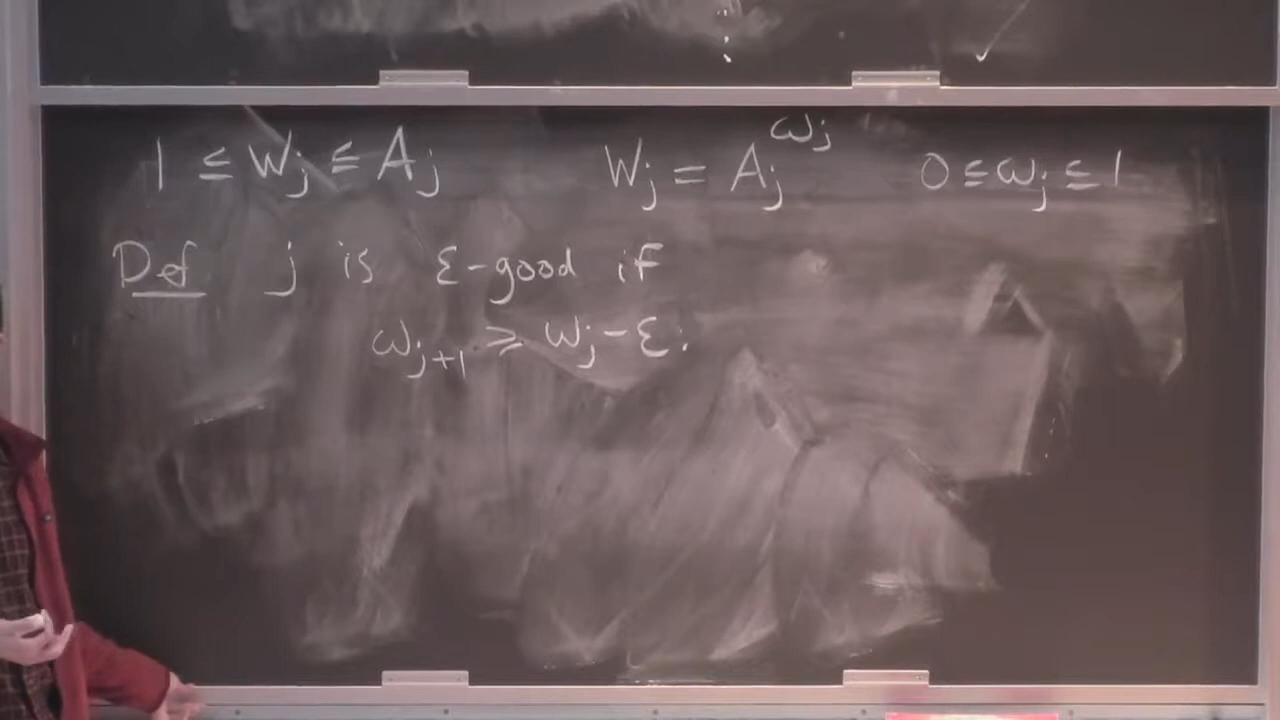 1 ≤ W_j ≤ A_j W_j = A_j^{ω_j} 0 ≤ ω_j ≤ 1
Def j is ε-good if
ω_{j+1} ≥ ω_j - ε.